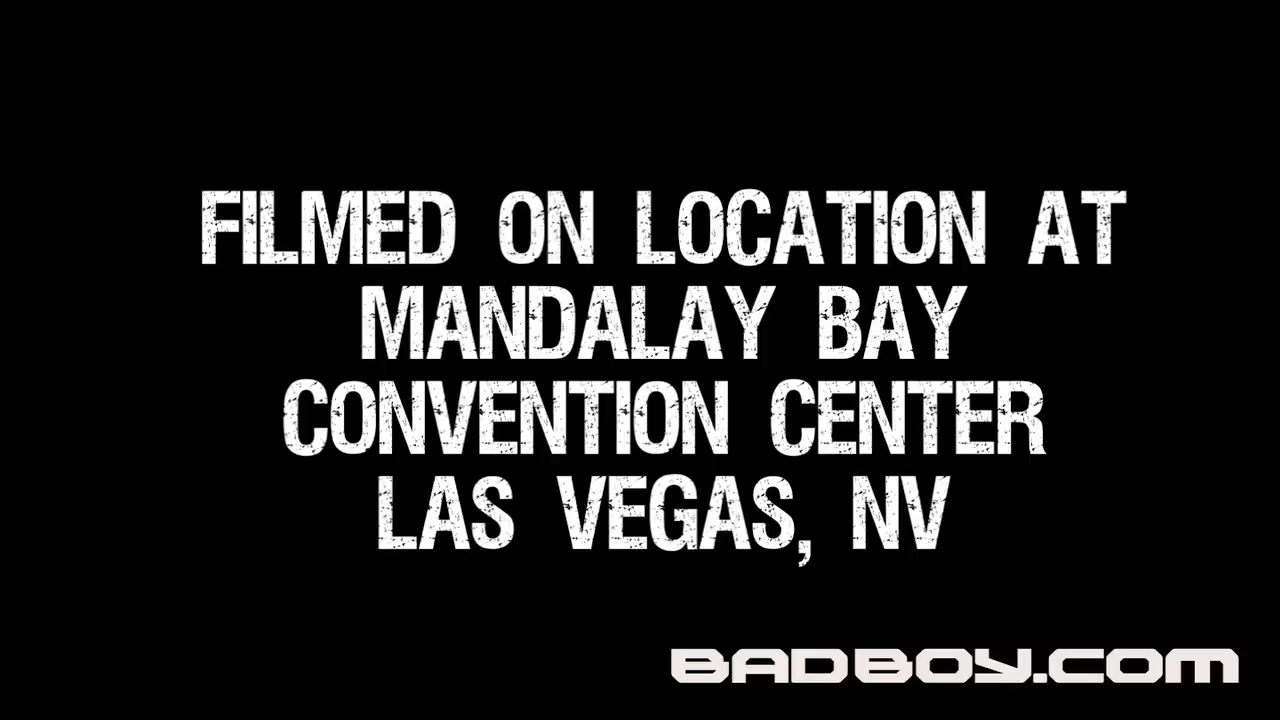 FILMED ON LOCATION AT
MANDALAY BAY
CONVENTION CENTER
LAS VEGAS, NV
BADBOY.COM